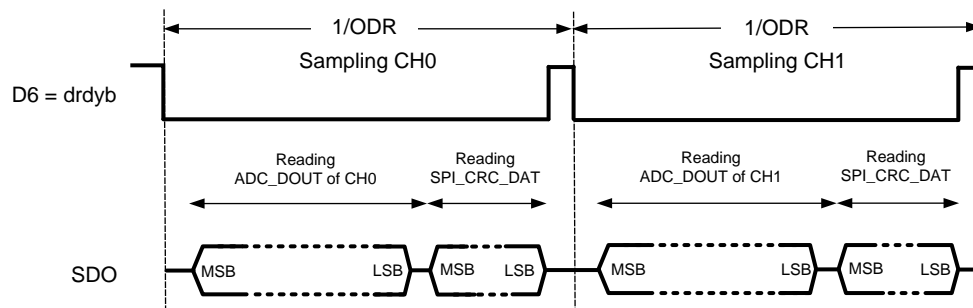 1/ODR
1/ODR
Sampling CH0
Sampling CH1
D6 = drdyb
Reading
ADC_DOUT of CH0
Reading
SPI_CRC_DAT
Reading
ADC_DOUT of CH1
Reading
SPI_CRC_DAT
SDO
MSB
LSB
MSB
LSB
MSB
LSB
MSB
LSB